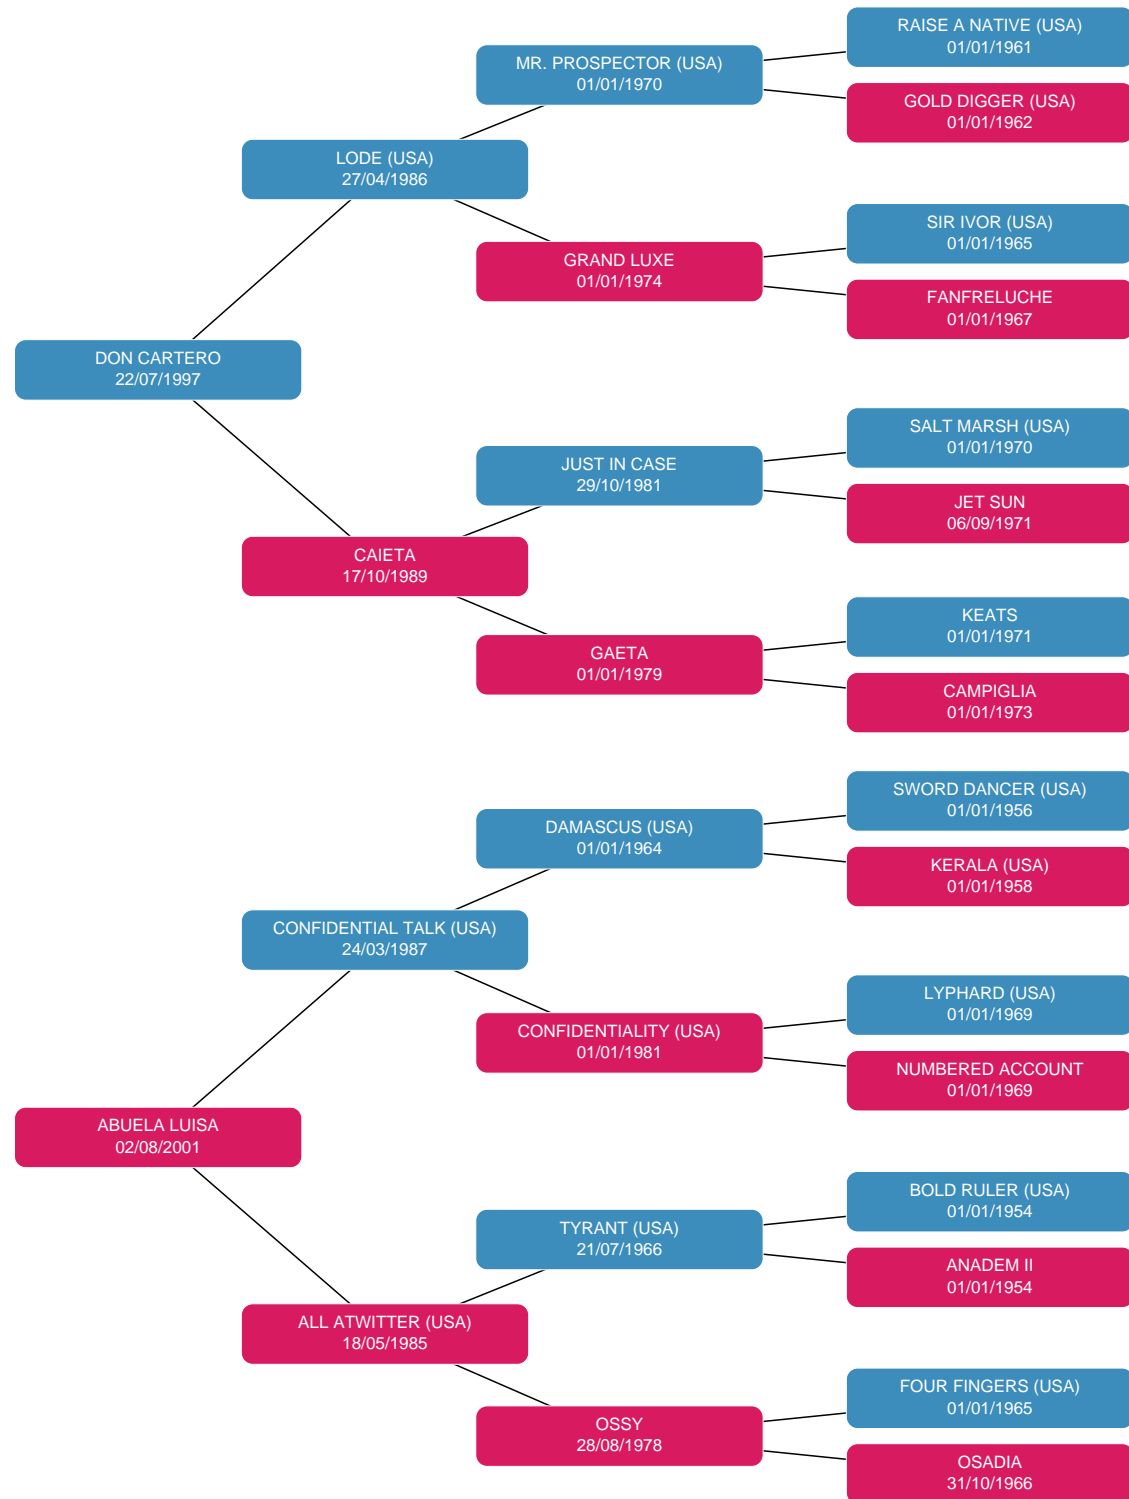 RAISE A NATIVE (USA)
01/01/1961
MR. PROSPECTOR (USA)
01/01/1970
GOLD DIGGER (USA)
01/01/1962
LODE (USA)
27/04/1986
SIR IVOR (USA)
01/01/1965
GRAND LUXE
01/01/1974
FANFRELUCHE
01/01/1967
DON CARTERO
22/07/1997
SALT MARSH (USA)
01/01/1970
JUST IN CASE
29/10/1981
JET SUN
06/09/1971
CAIETA
17/10/1989
KEATS
01/01/1971
GAETA
01/01/1979
CAMPIGLIA
01/01/1973
SWORD DANCER (USA)
01/01/1956
DAMASCUS (USA)
01/01/1964
KERALA (USA)
01/01/1958
CONFIDENTIAL TALK (USA)
24/03/1987
LYPHARD (USA)
01/01/1969
CONFIDENTIALITY (USA)
01/01/1981
NUMBERED ACCOUNT
01/01/1969
ABUELA LUISA
02/08/2001
BOLD RULER (USA)
01/01/1954
TYRANT (USA)
21/07/1966
ANADEM II
01/01/1954
ALL ATWITTER (USA)
18/05/1985
FOUR FINGERS (USA)
01/01/1965
OSSY
28/08/1978
OSADIA
31/10/1966